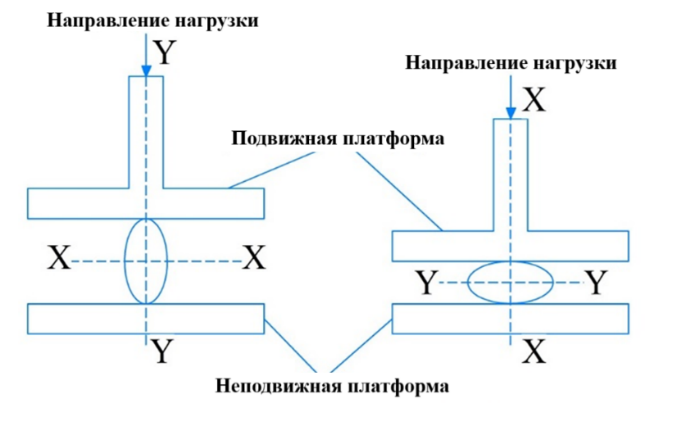 Направление нагрузки
Y
Направление нагрузки
X
Подвижная платформа
X X
Y Y
Y
X
Неподвижная платформа